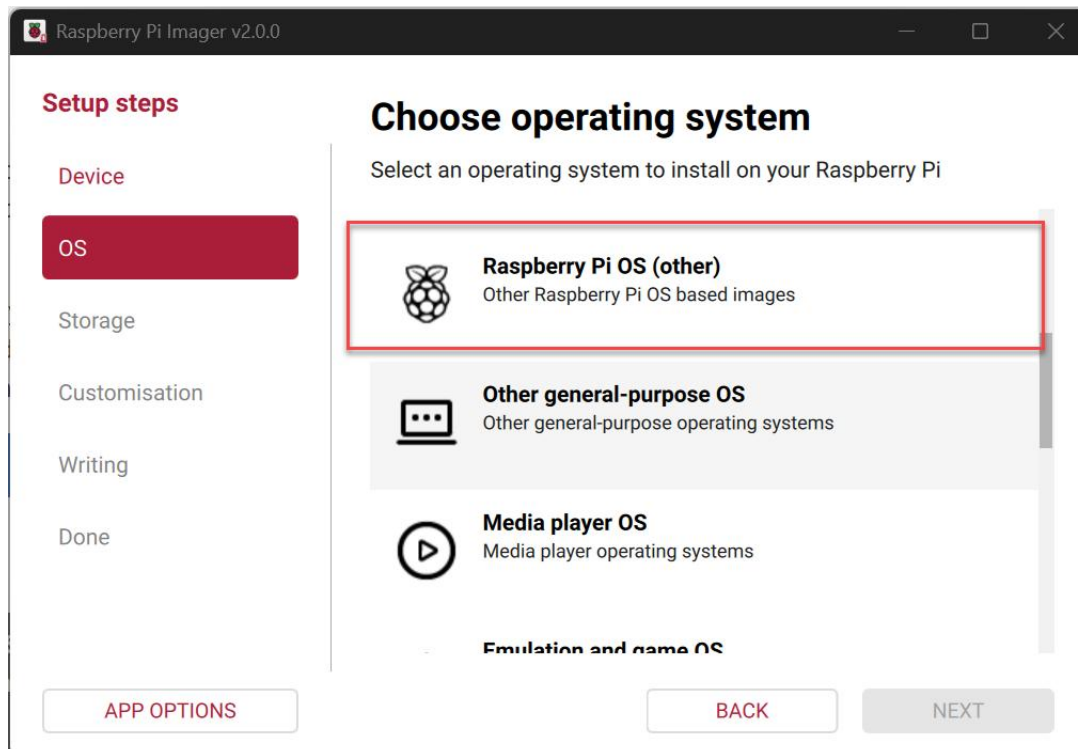 Raspberry Pi Imager v2.0.0
Setup steps
Device
OS
Storage
Customisation
Writing
Done
APP OPTIONS
Choose operating system
Select an operating system to install on your Raspberry Pi
Raspberry Pi OS (other)
Other Raspberry Pi OS based images
Other general-purpose OS
Other general-purpose operating systems
Media player OS
Media player operating systems
Emulation and game OS
BACK
NEXT